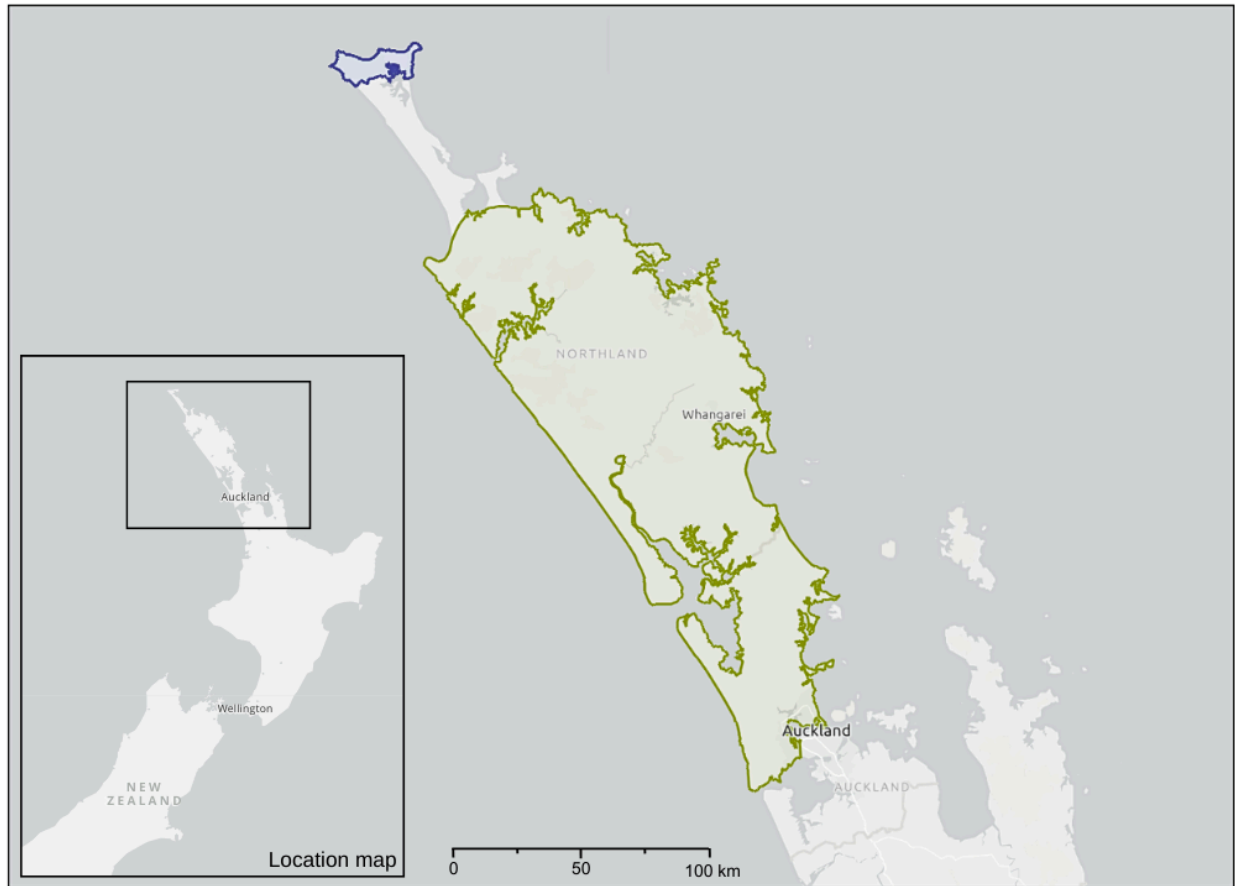 NORTHLAND
Whangarei
Auckland
AUCKLAND
Auckland
Wellington
NEW
ZEALAND
Location map
0
50
100 km